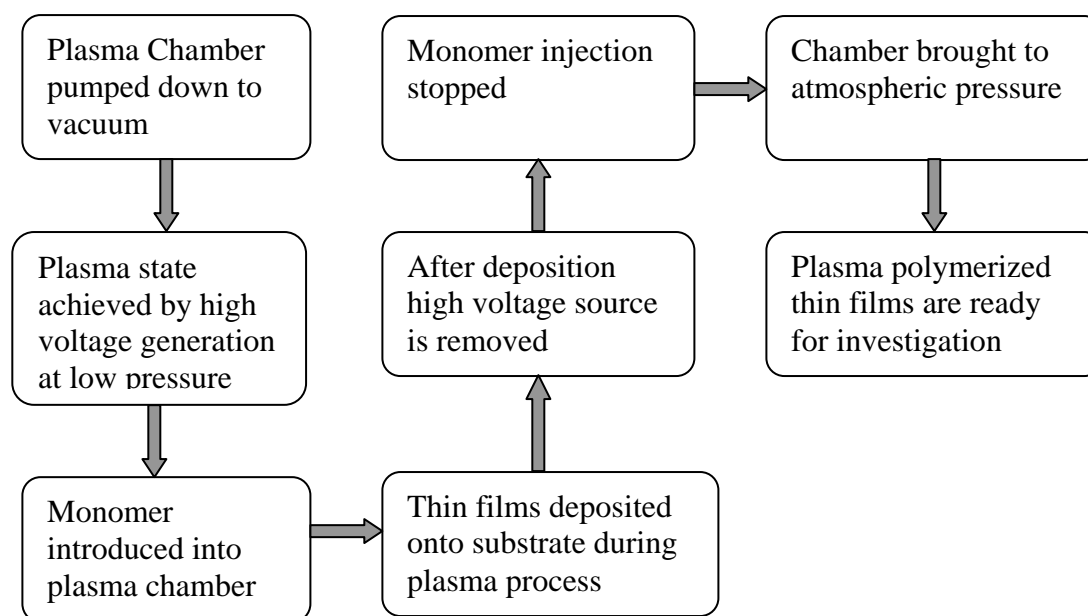 Plasma Chamber
pumped down to
vacuum
Plasma state
achieved by high
voltage generation
at low pressure
Monomer
introduced into
plasma chamber
Thin films deposited
onto substrate during
plasma process
After deposition
high voltage source
is removed
Monomer injection
stopped
Chamber brought to
atmospheric pressure
Plasma polymerized
thin films are ready
for investigation